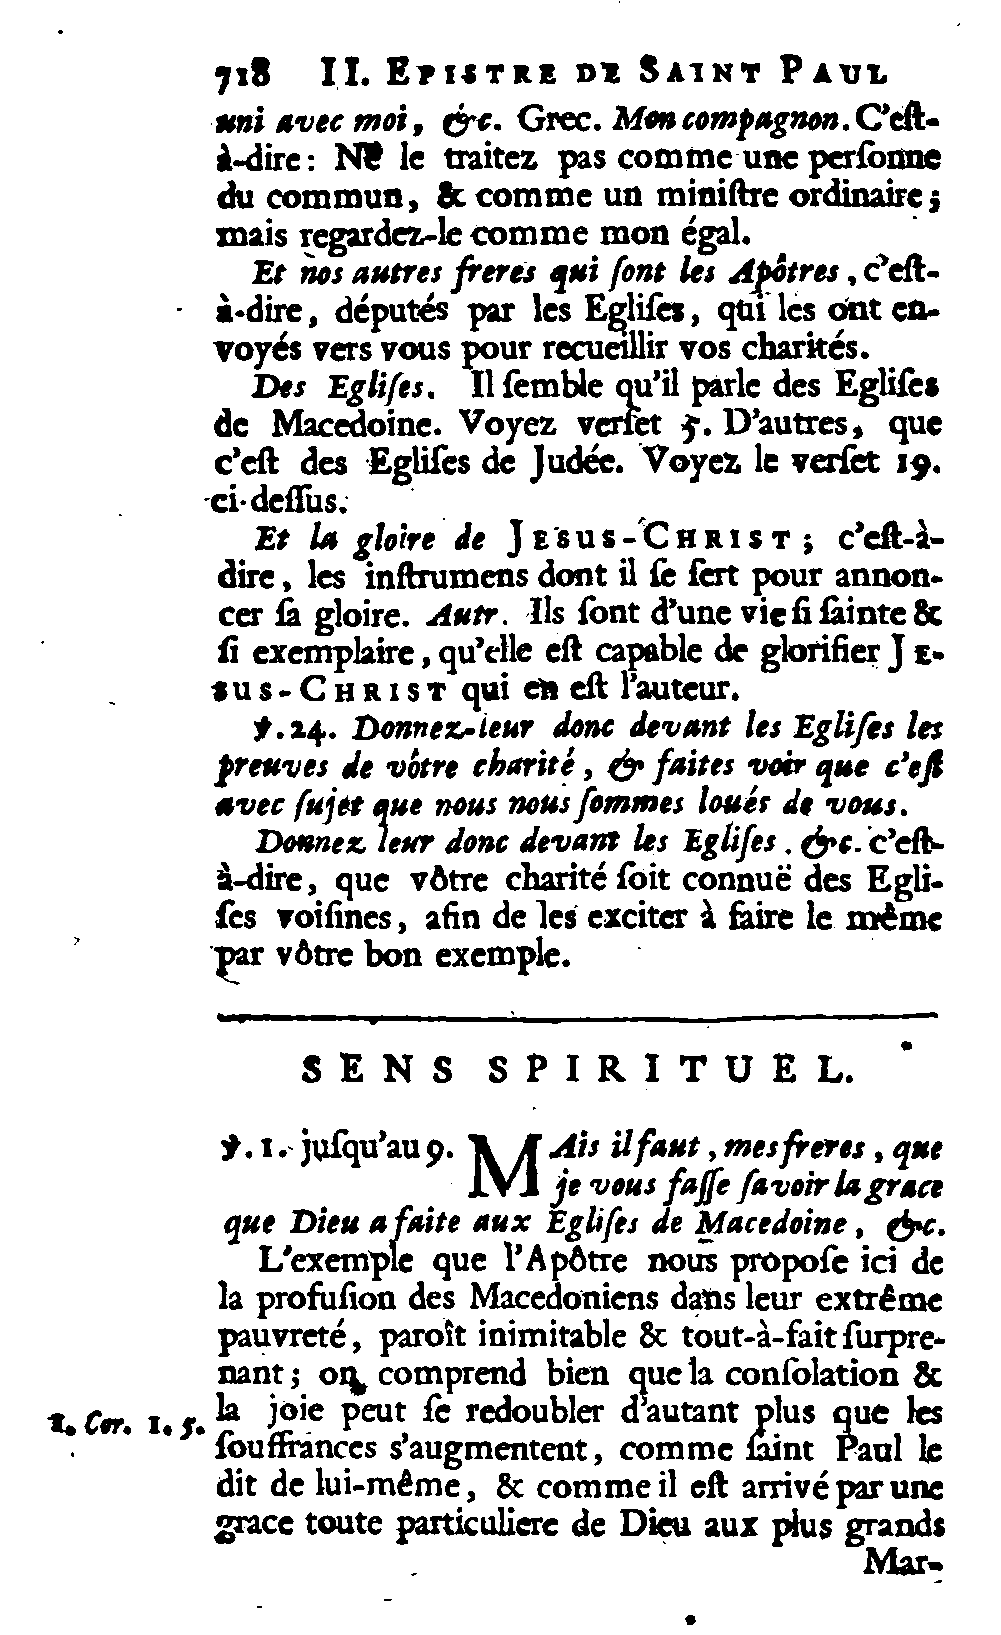 718 II. EPISTRE DE SAINT PAUL
uni avec moi, &c. Grec. Mon compagnon. C'eſt-
à-dire: Ne le traitez pas comme une perſonne
du commun, & comme un miniſtre ordinaire;
mais regardez-le comme mon égal.
Et nos autres freres qui ſont les Apôtres, c'eſt-
à-dire, députés par les Egliſes, qui les ont en-
voyés vers vous pour recueillir vos charités.
Des Egliſes. Il ſemble qu'il parle des Egliſes
de Macedoine. Voyez verſet 5. D'autres, que
c'eſt des Egliſes de Judée. Voyez le verſet 19.
ci-deſſus.
Et la gloire de JESUS-CHRIST; c'eſt-à-
dire, les inſtrumens dont il ſe ſert pour annon-
cer ſa gloire. Autr. Ils ſont d'une vie ſi ſainte &
ſi exemplaire, qu'elle eſt capable de glorifier JE-
SUS-CHRIST qui en eſt l'auteur.
℣. 24. Donnez-leur donc devant les Egliſes les
preuves de vôtre charité, & faites voir que c'eſt
avec ſujet que nous nous ſommes loués de vous.
Donnez leur donc devant les Egliſes. &c. c'eſt-
à-dire, que vôtre charité ſoit connuë des Egli-
ſes voiſines, afin de les exciter à faire le même
par vôtre bon exemple.
SENS SPIRITUEL.
℣. 1. juſqu'au 9. MAis il faut, mes freres, que
je vous faſſe ſavoir la grace
que Dieu a faite aux Egliſes de Macedoine, &c.
L'exemple que l'Apôtre nous propoſe ici de
la profuſion des Macedoniens dans leur extrême
pauvreté, paroît inimitable & tout-à-fait ſurpre-
nant; on comprend bien que la conſolation &
la joie peut ſe redoubler d'autant plus que les
1. Cor. 1. 5.
ſouffrances s'augmentent, comme ſaint Paul le
dit de lui-même, & comme il eſt arrivé par une
grace toute particuliere de Dieu aux plus grands
Mar-